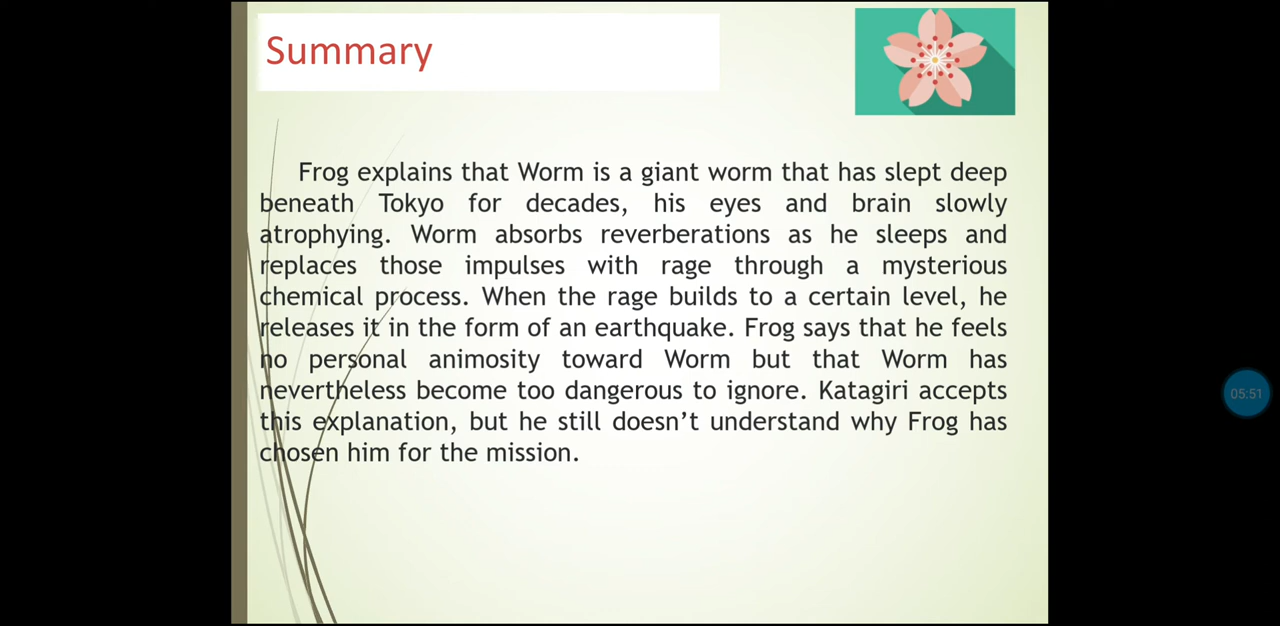 Summary
Frog explains that Worm is a giant worm that has slept deep
beneath Tokyo for decades, his eyes and brain slowly
atrophying. Worm absorbs reverberations as he sleeps and
replaces those impulses with rage through a mysterious
chemical process. When the rage builds to a certain level, he
releases it in the form of an earthquake. Frog says that he feels
no personal animosity toward Worm but that Worm has
nevertheless become too dangerous to ignore. Katagiri accepts
this explanation, but he still doesn’t understand why Frog has
chosen him for the mission.
05:51